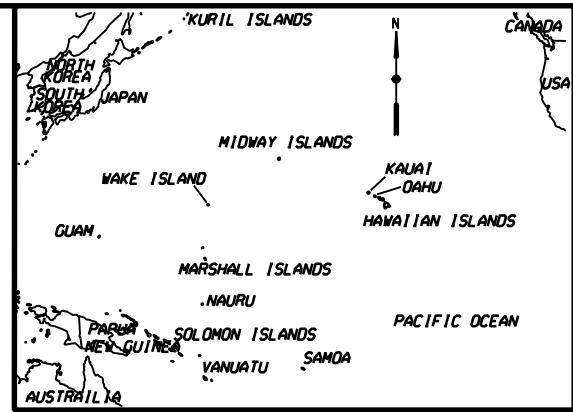 KURIL ISLANDS
N
CANADA
NORTH
KOREA
SOUTH
KOREA
JAPAN
USA
MIDWAY ISLANDS
WAKE ISLAND
KAUAI
OAHU
HAWAIIAN ISLANDS
GUAM
MARSHALL ISLANDS
NAURU
PACIFIC OCEAN
PAPUA
NEW GUINEA
SOLOMON ISLANDS
VANUATU
SAMOA
AUSTRAILIA